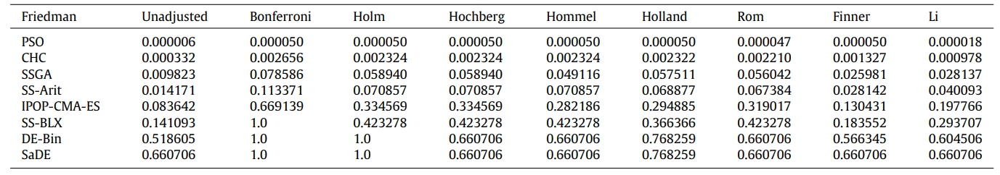 Friedman Unadjusted Bonferroni Holm Hochberg Hommel Holland Rom Finner Li
PSO 0.000006 0.000050 0.000050 0.000050 0.000050 0.000050 0.000047 0.000050 0.000018
CHC 0.000332 0.002656 0.002324 0.002324 0.002324 0.002322 0.002210 0.001327 0.000978
SSGA 0.009823 0.078586 0.058940 0.058940 0.049116 0.057511 0.056042 0.025981 0.028137
SS-Arit 0.014171 0.113371 0.070857 0.070857 0.070857 0.068877 0.067384 0.028142 0.040093
IPOP-CMA-ES 0.083642 0.669139 0.334569 0.334569 0.282186 0.294885 0.319017 0.130431 0.197766
SS-BLX 0.141093 1.0 0.423278 0.423278 0.423278 0.366366 0.423278 0.183552 0.293707
DE-Bin 0.518605 1.0 1.0 0.660706 0.660706 0.768259 0.660706 0.566345 0.604506
SaDE 0.660706 1.0 1.0 0.660706 0.660706 0.768259 0.660706 0.660706 0.660706